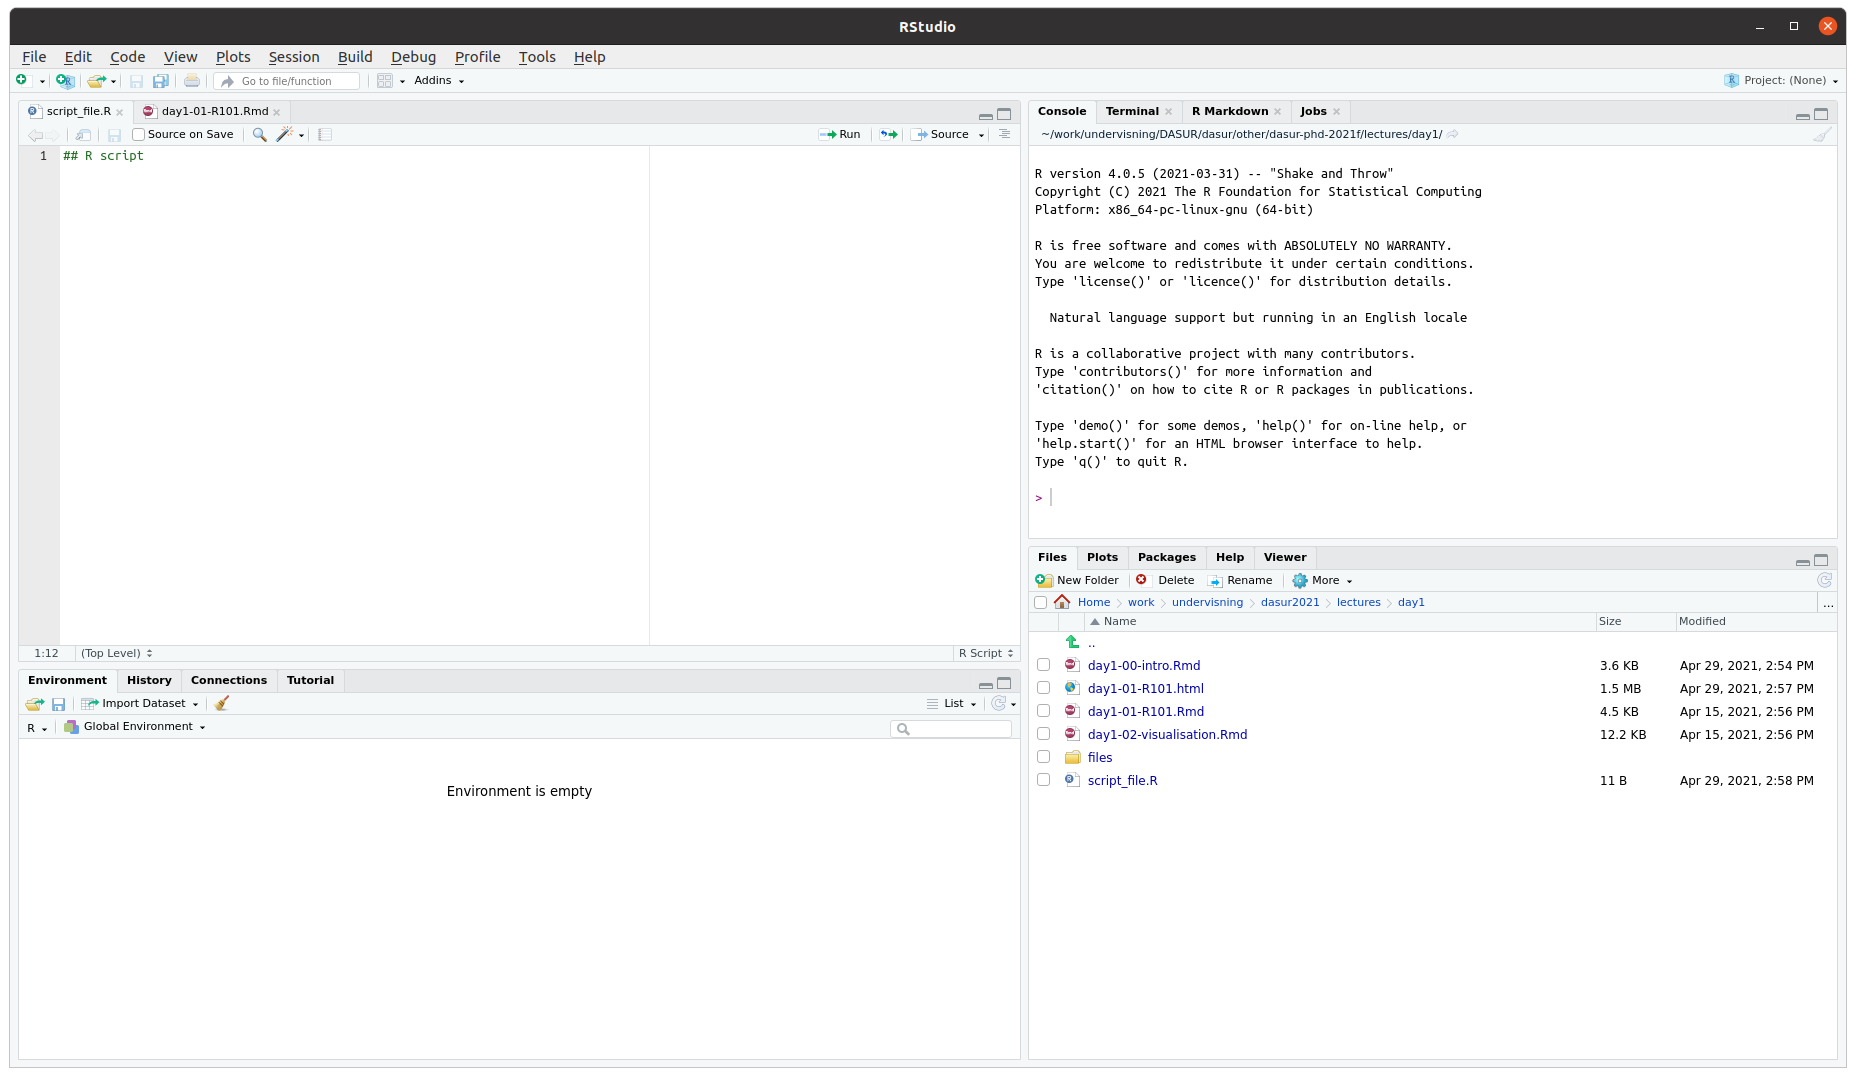 RStudio
File Edit Code View Plots Session Build Debug Profile Tools Help
Go to file/function Addins Project: (None)
script_file.R day1-01-R101.Rmd
Source on Save Run Source
1 ## R script
1:12 (Top Level) R Script
Environment History Connections Tutorial
Import Dataset List
R Global Environment
Environment is empty
Console Terminal R Markdown Jobs
~/work/undervisning/DASUR/dasur/other/dasur-phd-2021f/lectures/day1/
R version 4.0.5 (2021-03-31) -- "Shake and Throw"
Copyright (C) 2021 The R Foundation for Statistical Computing
Platform: x86_64-pc-linux-gnu (64-bit)
R is free software and comes with ABSOLUTELY NO WARRANTY.
You are welcome to redistribute it under certain conditions.
Type 'license()' or 'licence()' for distribution details.
Natural language support but running in an English locale
R is a collaborative project with many contributors.
Type 'contributors()' for more information and
'citation()' on how to cite R or R packages in publications.
Type 'demo()' for some demos, 'help()' for on-line help, or
'help.start()' for an HTML browser interface to help.
Type 'q()' to quit R.
>
Files Plots Packages Help Viewer
New Folder Delete Rename More
Home work undervisning dasur2021 lectures day1 ...
Name Size Modified
..
day1-00-intro.Rmd 3.6 KB Apr 29, 2021, 2:54 PM
day1-01-R101.html 1.5 MB Apr 29, 2021, 2:57 PM
day1-01-R101.Rmd 4.5 KB Apr 15, 2021, 2:56 PM
day1-02-visualisation.Rmd 12.2 KB Apr 15, 2021, 2:56 PM
files
script_file.R 11 B Apr 29, 2021, 2:58 PM